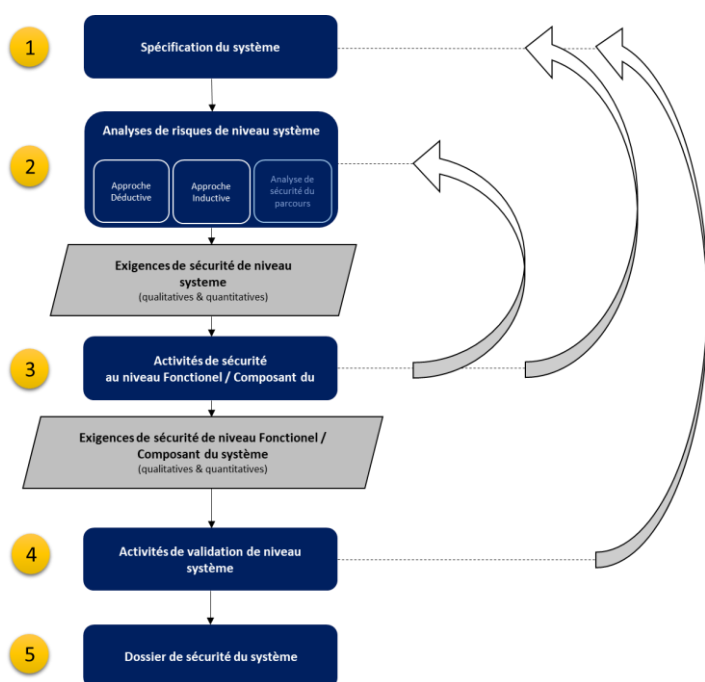 1
Spécification du système
2
Analyses de risques de niveau système
Approche
Déductive
Approche
Inductive
Analyse de
sécurité du
parcours
Exigences de sécurité de niveau
systeme
(qualitatives & quantitatives)
3
Activités de sécurité
au niveau Fonctionel / Composant du
Exigences de sécurité de niveau Fonctionel /
Composant du système
(qualitatives & quantitatives)
4
Activités de validation de niveau
système
5
Dossier de sécurité du système